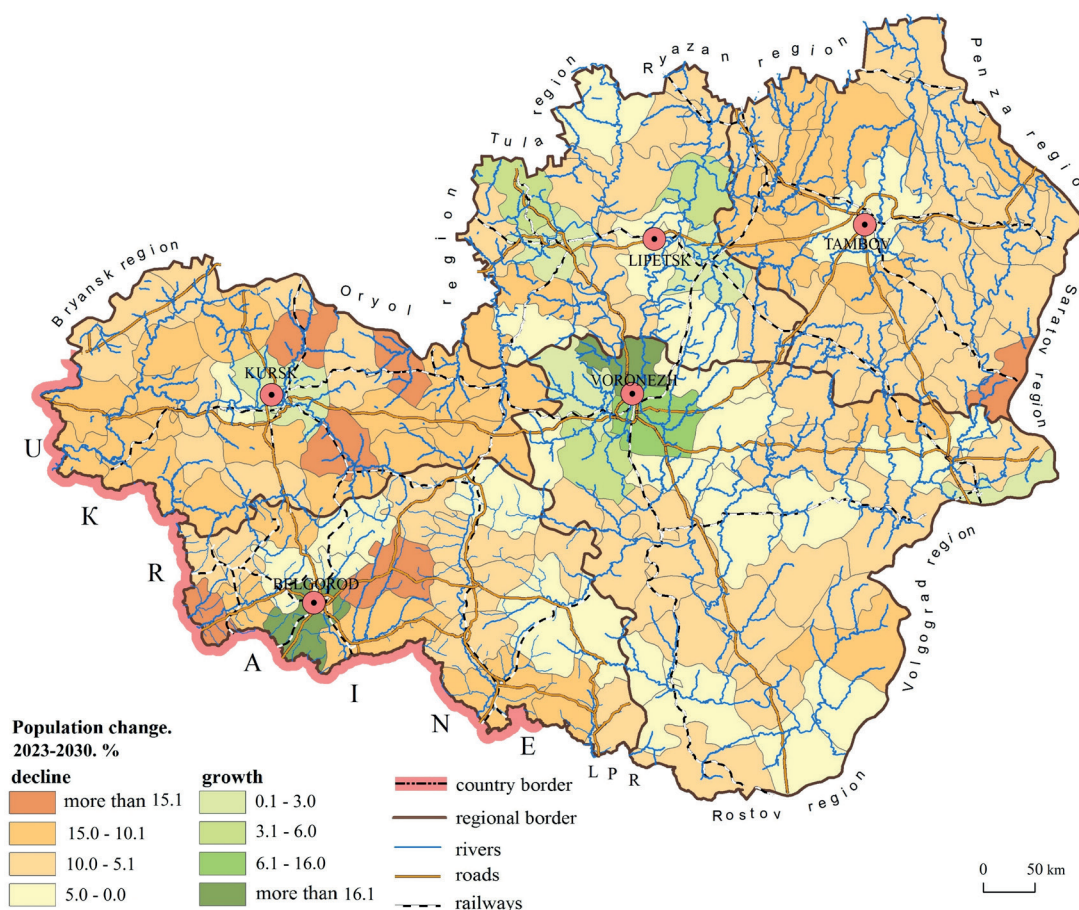 Ryazan region
Penza region
Tula region
Bryansk region
Oryol region
Saratov region
TAMBOV
LIPETSK
KURSK
VORONEZH
BELGOROD
UKRAINE
Volgograd region
LPR
Rostov region
Population change.
2023-2030. %
decline
more than 15.1
15.0 - 10.1
10.0 - 5.1
5.0 - 0.0
growth
0.1 - 3.0
3.1 - 6.0
6.1 - 16.0
more than 16.1
country border
regional border
rivers
roads
railways
0 50 km